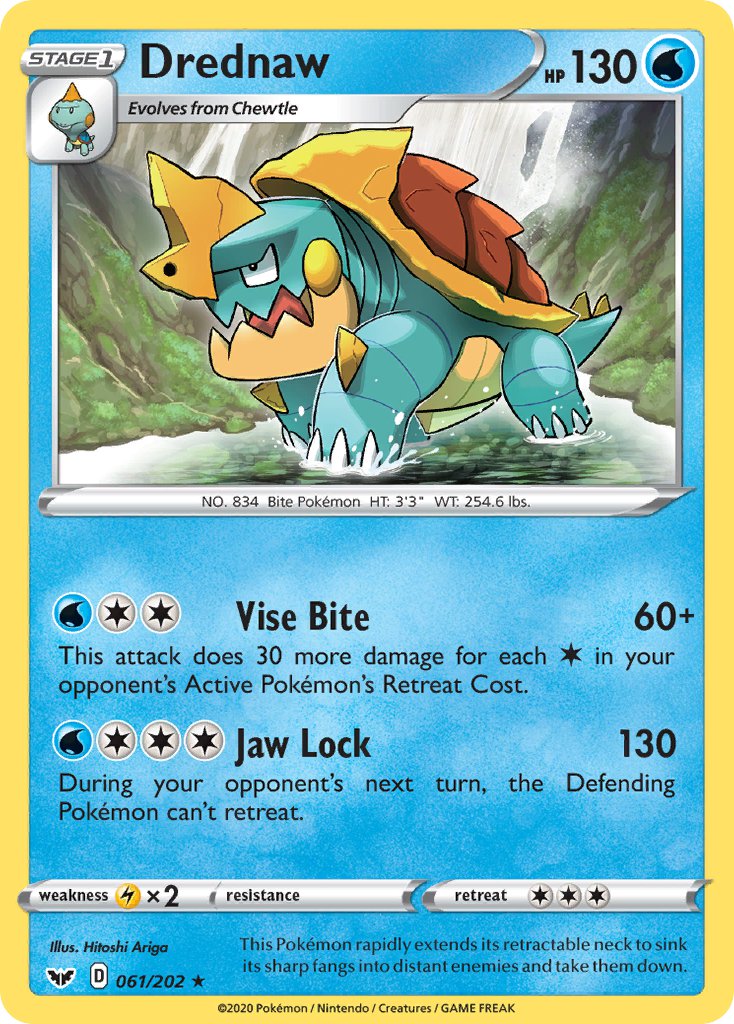 STAGE1 Drednaw HP 130
Evolves from Chewtle
NO. 834 Bite Pokémon HT: 3'3" WT: 254.6 lbs.
Vise Bite 60+
This attack does 30 more damage for each in your
opponent's Active Pokémon's Retreat Cost.
Jaw Lock 130
During your opponent's next turn, the Defending
Pokémon can't retreat.
weakness ×2 resistance retreat
Illus. Hitoshi Ariga
This Pokémon rapidly extends its retractable neck to sink
its sharp fangs into distant enemies and take them down.
D 061/202 ★
©2020 Pokémon / Nintendo / Creatures / GAME FREAK